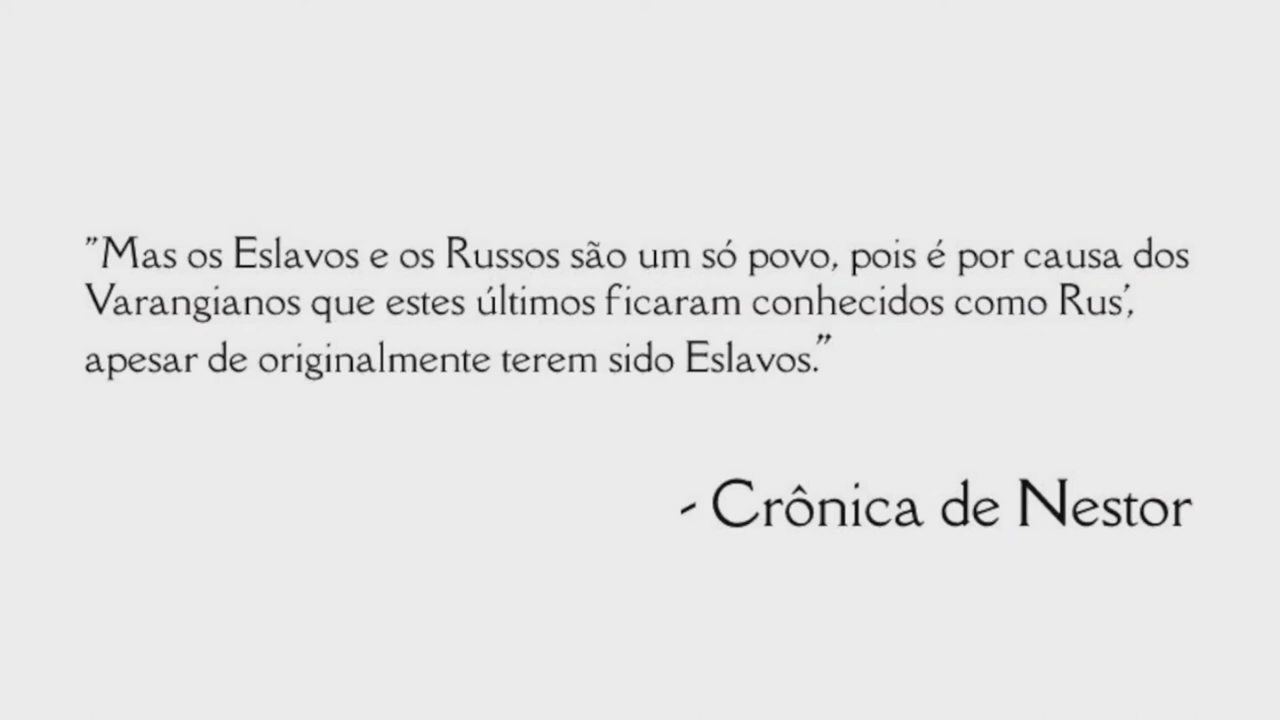 "Mas os Eslavos e os Russos são um só povo, pois é por causa dos
Varangianos que estes últimos ficaram conhecidos como Rus',
apesar de originalmente terem sido Eslavos."
- Crônica de Nestor